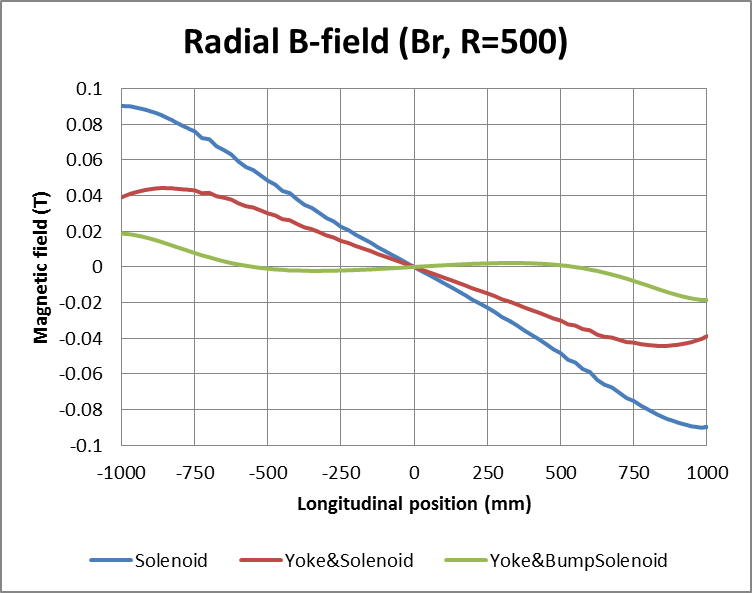 Radial B-field (Br, R=500)
Magnetic field (T)
0.1
0.08
0.06
0.04
0.02
0
-0.02
-0.04
-0.06
-0.08
-0.1
-1000 -750 -500 -250 0 250 500 750 1000
Longitudinal position (mm)
Solenoid Yoke&Solenoid Yoke&BumpSolenoid